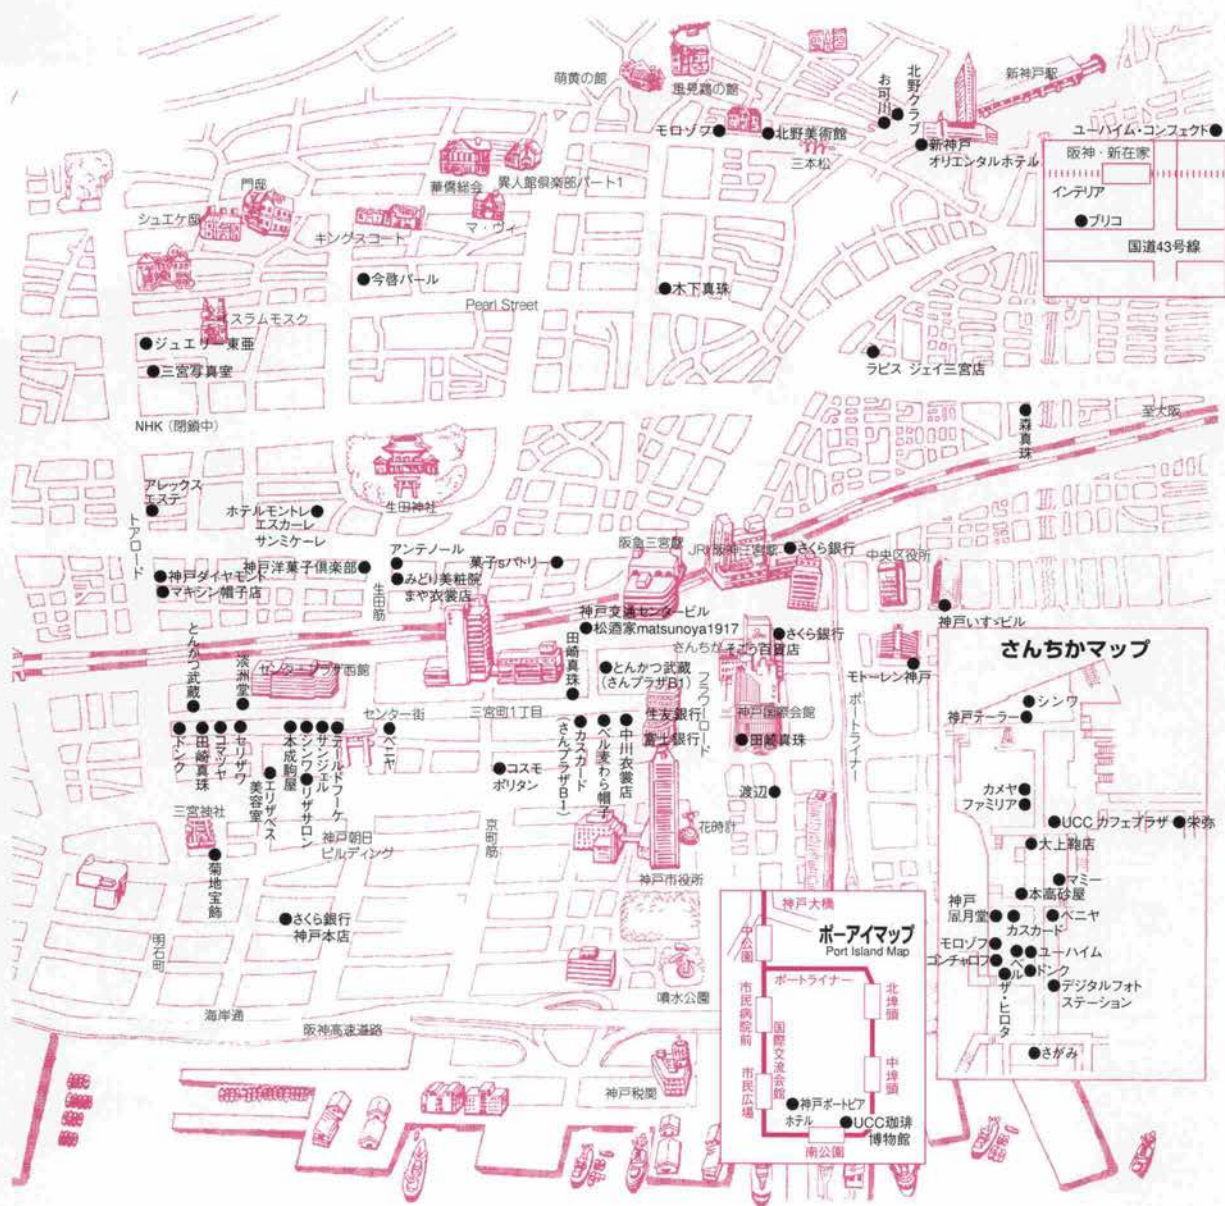 萌黄の館
風見鶏の館
お可川
北野クラブ
新神戸駅
モロゾフ
北野美術館
三本松
新神戸
オリエンタルホテル
ユーハイム・コンフェクト
阪神・新在家
インテリア
ブリコ
国道43号線
門邸
シュエケ邸
華僑総会
異人館倶楽部パート1
キングスコート
マ・ヴィ
今啓パール
木下真珠
Pearl Street
スラムモスク
ジュエリー東亜
三宮写真室
ラピス ジェイ三宮店
NHK（閉鎖中）
至大阪
森真珠
アレックス
エステ
トアロード
ホテルモントレ
エスカーレ
サンミケーレ
生田神社
アンテノール
菓子sパトリー
阪急三宮駅
JR/阪神三宮駅
さくら銀行
中央区役所
神戸ダイヤモンド
マキシン帽子店
神戸洋菓子倶楽部
生田筋
みどり美粧院
まや衣裳店
神戸交通センタービル
松酒家matsunoya1917
さんちか
そごう百貨店
さくら銀行
神戸いすゞビル
モトーレン神戸
とんかつ武蔵
淡洲堂
センタープラザ西館
田崎真珠
とんかつ武蔵
（さんプラザB1）
フラワーロード
ポートライナー
センター街
三宮町1丁目
住友銀行
富士銀行
神戸国際会館
田崎真珠
ドンク
田崎真珠
コマツヤ
セリザワ
エリザベス
美容室
本成駒屋
シンワ
リザサロン
サンジェル
テールドフーケ
ベニヤ
コスモ
ポリタン
カスカード
（さんプラザB1）
ベル麦わら帽子
中川衣裳店
渡辺
花時計
三宮神社
神戸朝日
ビルディング
京町筋
神戸市役所
菊地宝飾
さくら銀行
神戸本店
明石町
噴水公園
海岸通
阪神高速道路
神戸税関
神戸大橋
ポーアイマップ
Port Island Map
中公園
ポートライナー
市民病院前
国際交流会館
北埠頭
市民広場
中埠頭
神戸ポートピア
ホテル
UCC珈琲
博物館
南公園
さんちかマップ
シンワ
神戸テーラー
カメヤ
ファミリア
UCC カフェプラザ
栄弥
大上鞄店
マミー
本高砂屋
神戸
凮月堂
カスカード
ベニヤ
モロゾフ
ゴンチャロフ
ベル
ユーハイム
ドンク
ザ・ヒロタ
デジタルフォト
ステーション
さがみ